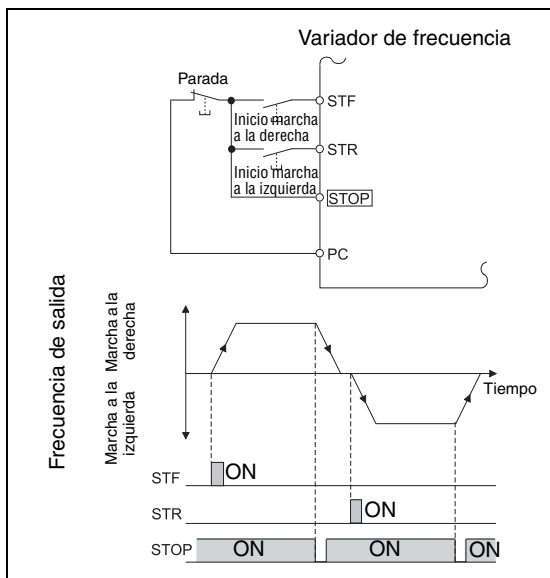 Variador de frecuencia
Parada
STF
Inicio marcha
a la derecha
STR
Inicio marcha
a la izquierda
STOP
PC
Frecuencia de salida
Marcha a la
derecha
Marcha a la
izquierda
Tiempo
STF
ON
STR
ON
STOP
ON
ON
ON